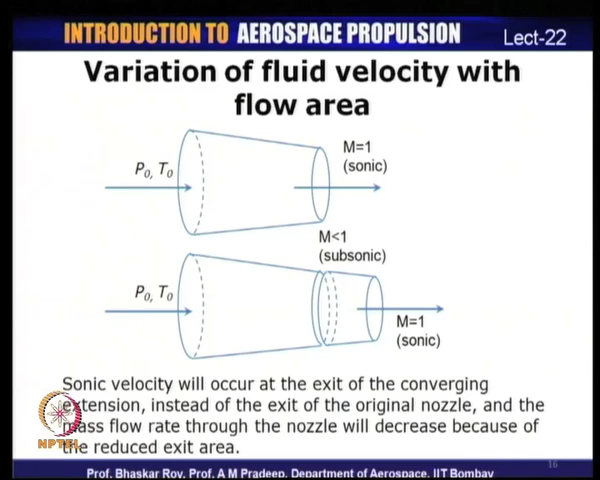 INTRODUCTION TO AEROSPACE PROPULSION
Lect-22
Variation of fluid velocity with
flow area
P₀, T₀
M=1
(sonic)
M<1
(subsonic)
P₀, T₀
M=1
(sonic)
Sonic velocity will occur at the exit of the converging
extension, instead of the exit of the original nozzle, and the
mass flow rate through the nozzle will decrease because of
the reduced exit area.
NPTEL
16
Prof. Bhaskar Roy, Prof. A M Pradeep, Department of Aerospace, IIT Bombay